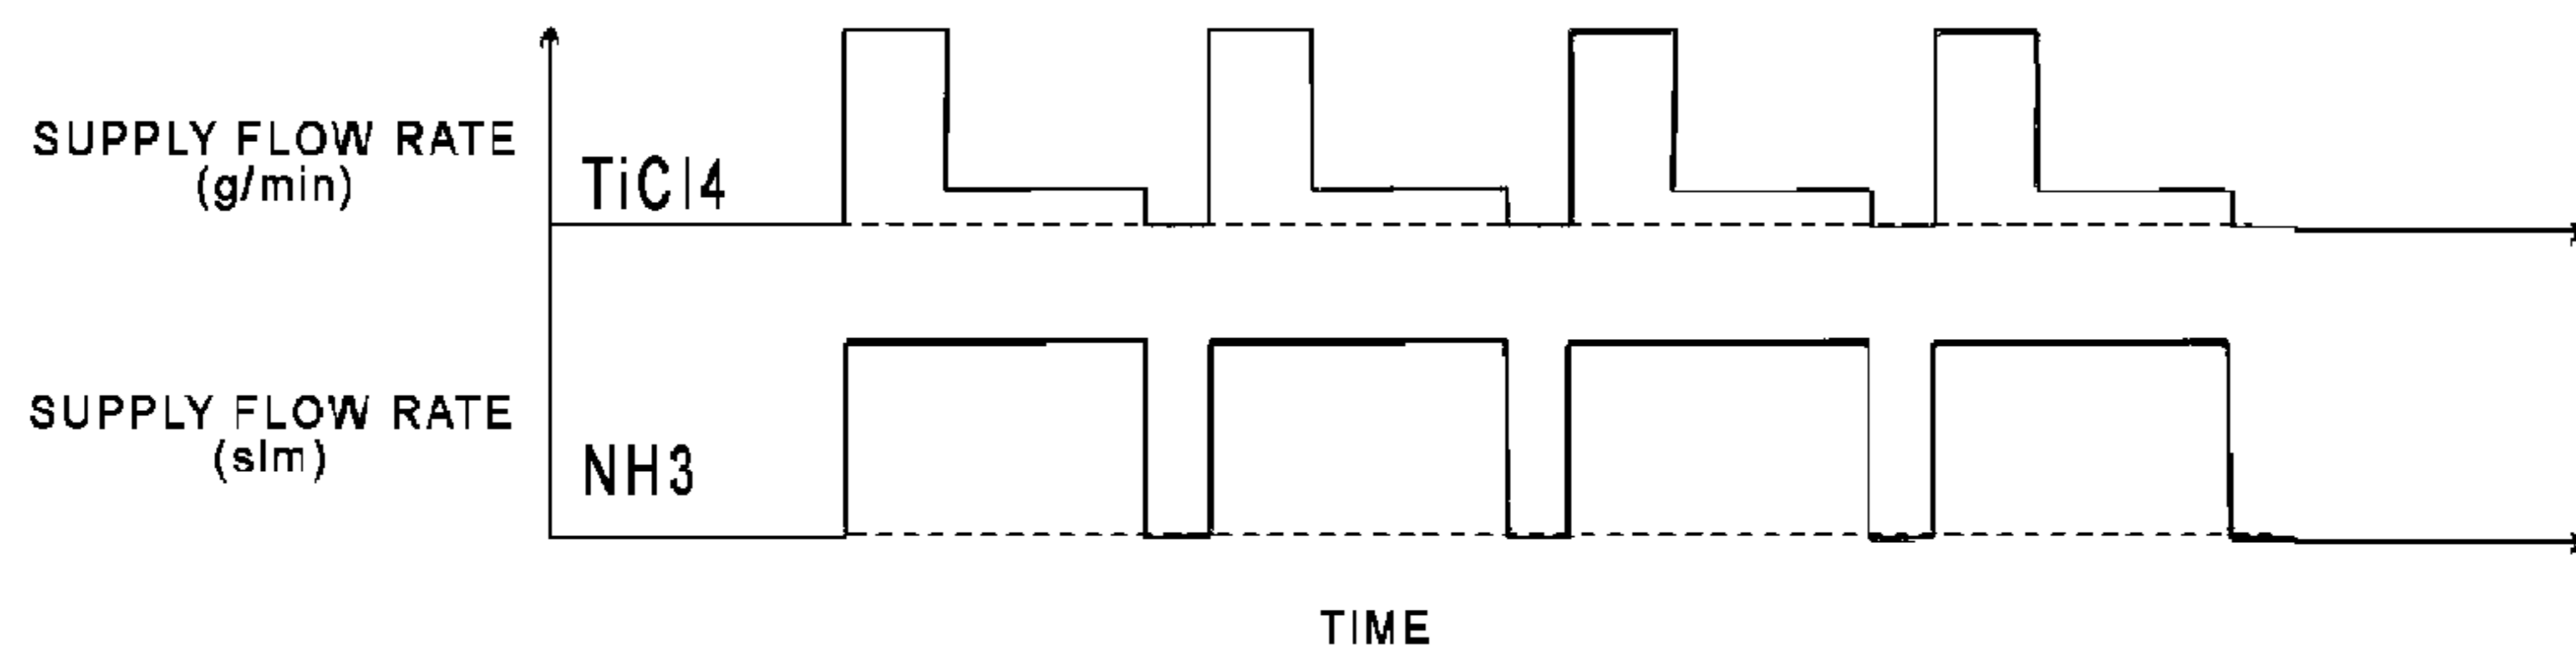 SUPPLY FLOW RATE
(g/min)
TiCl4
SUPPLY FLOW RATE
(slm)
NH3
TIME